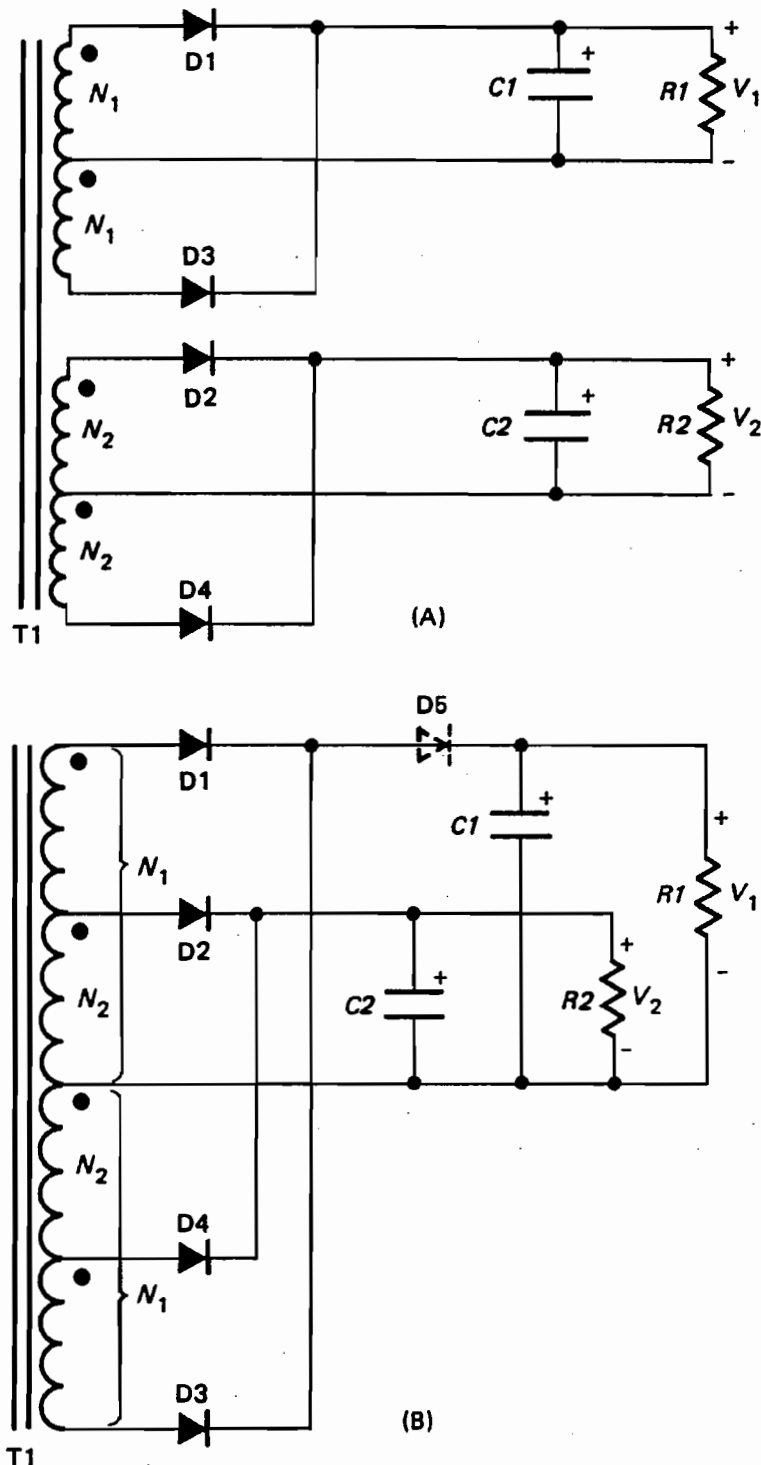 D1
N1
C1
+
R1
V1
+
-
N1
D3
D2
N2
C2
+
R2
V2
+
-
N2
D4
(A)
T1
D5
D1
C1
+
N1
R1
V1
+
-
D2
N2
C2
+
R2
V2
+
-
N2
D4
N1
D3
(B)
T1